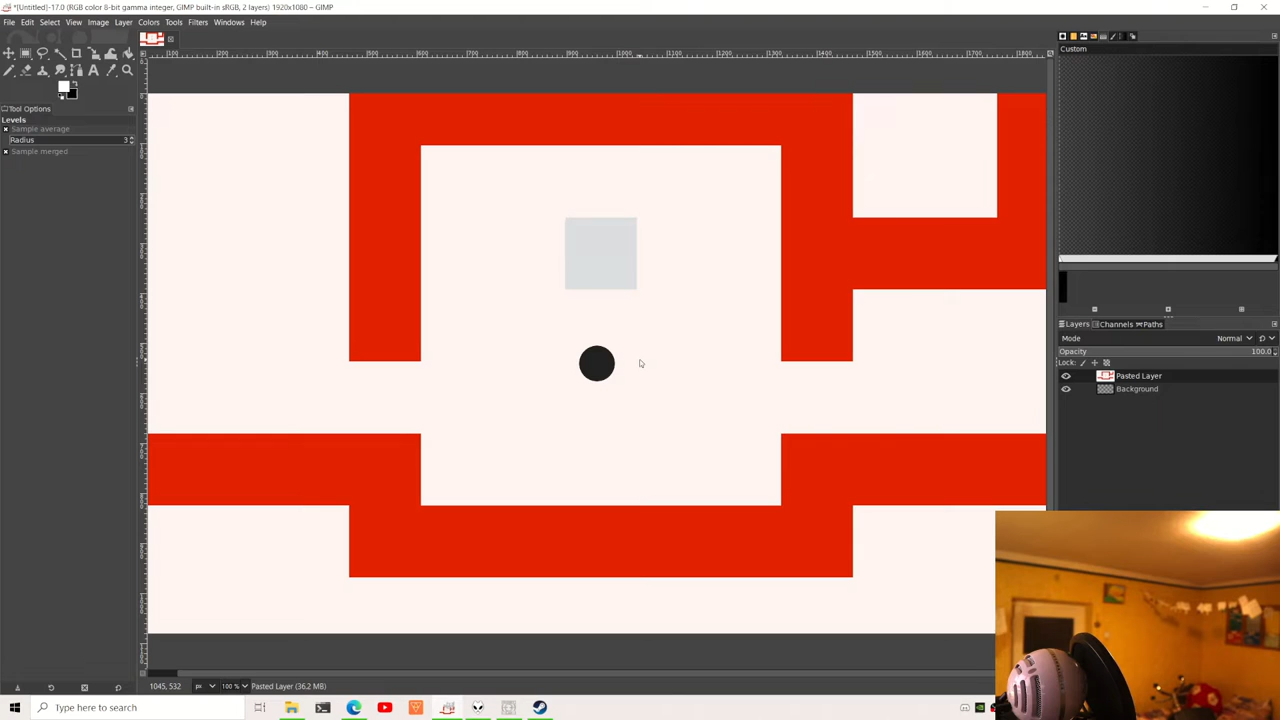 *[Untitled]-17.0 (RGB color 8-bit gamma integer, GIMP built-in sRGB, 2 layers) 1920x1080 – GIMP
File Edit Select View Image Layer Colors Tools Filters Windows Help
Tool Options
Levels
Sample average
Radius 3
Sample merged
Custom
Layers Channels Paths
Mode Normal
Opacity 100.0
Lock:
Pasted Layer
Background
1045, 532 px 100 % Pasted Layer (36.2 MB)
Type here to search